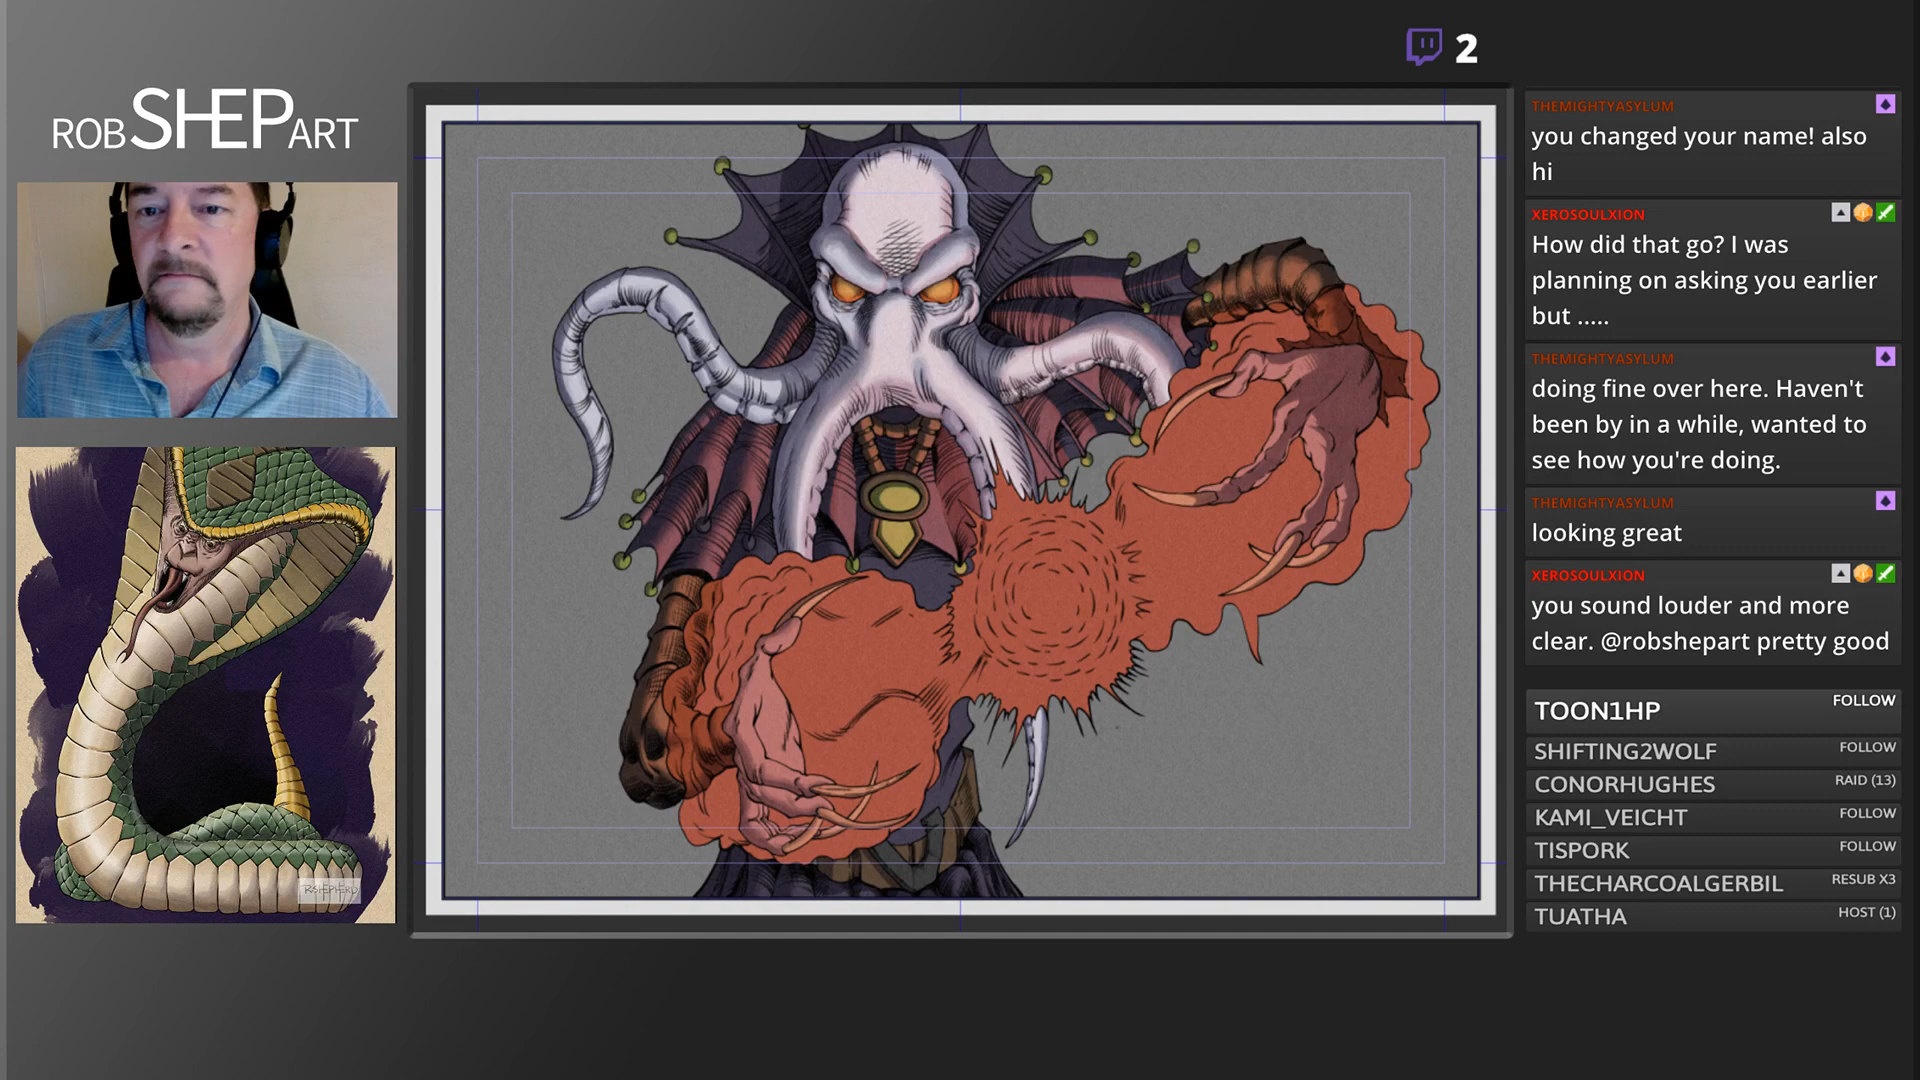 2
ROBSHEPART
THEMIGHTYASYLUM
you changed your name! also
hi
XEROSOULXION
How did that go? I was
planning on asking you earlier
but .....
THEMIGHTYASYLUM
doing fine over here. Haven't
been by in a while, wanted to
see how you're doing.
THEMIGHTYASYLUM
looking great
XEROSOULXION
you sound louder and more
clear. @robshepart pretty good
TOON1HP FOLLOW
SHIFTING2WOLF FOLLOW
CONORHUGHES RAID (13)
KAMI_VEICHT FOLLOW
TISPORK FOLLOW
THECHARCOALGERBIL RESUB X3
TUATHA HOST (1)